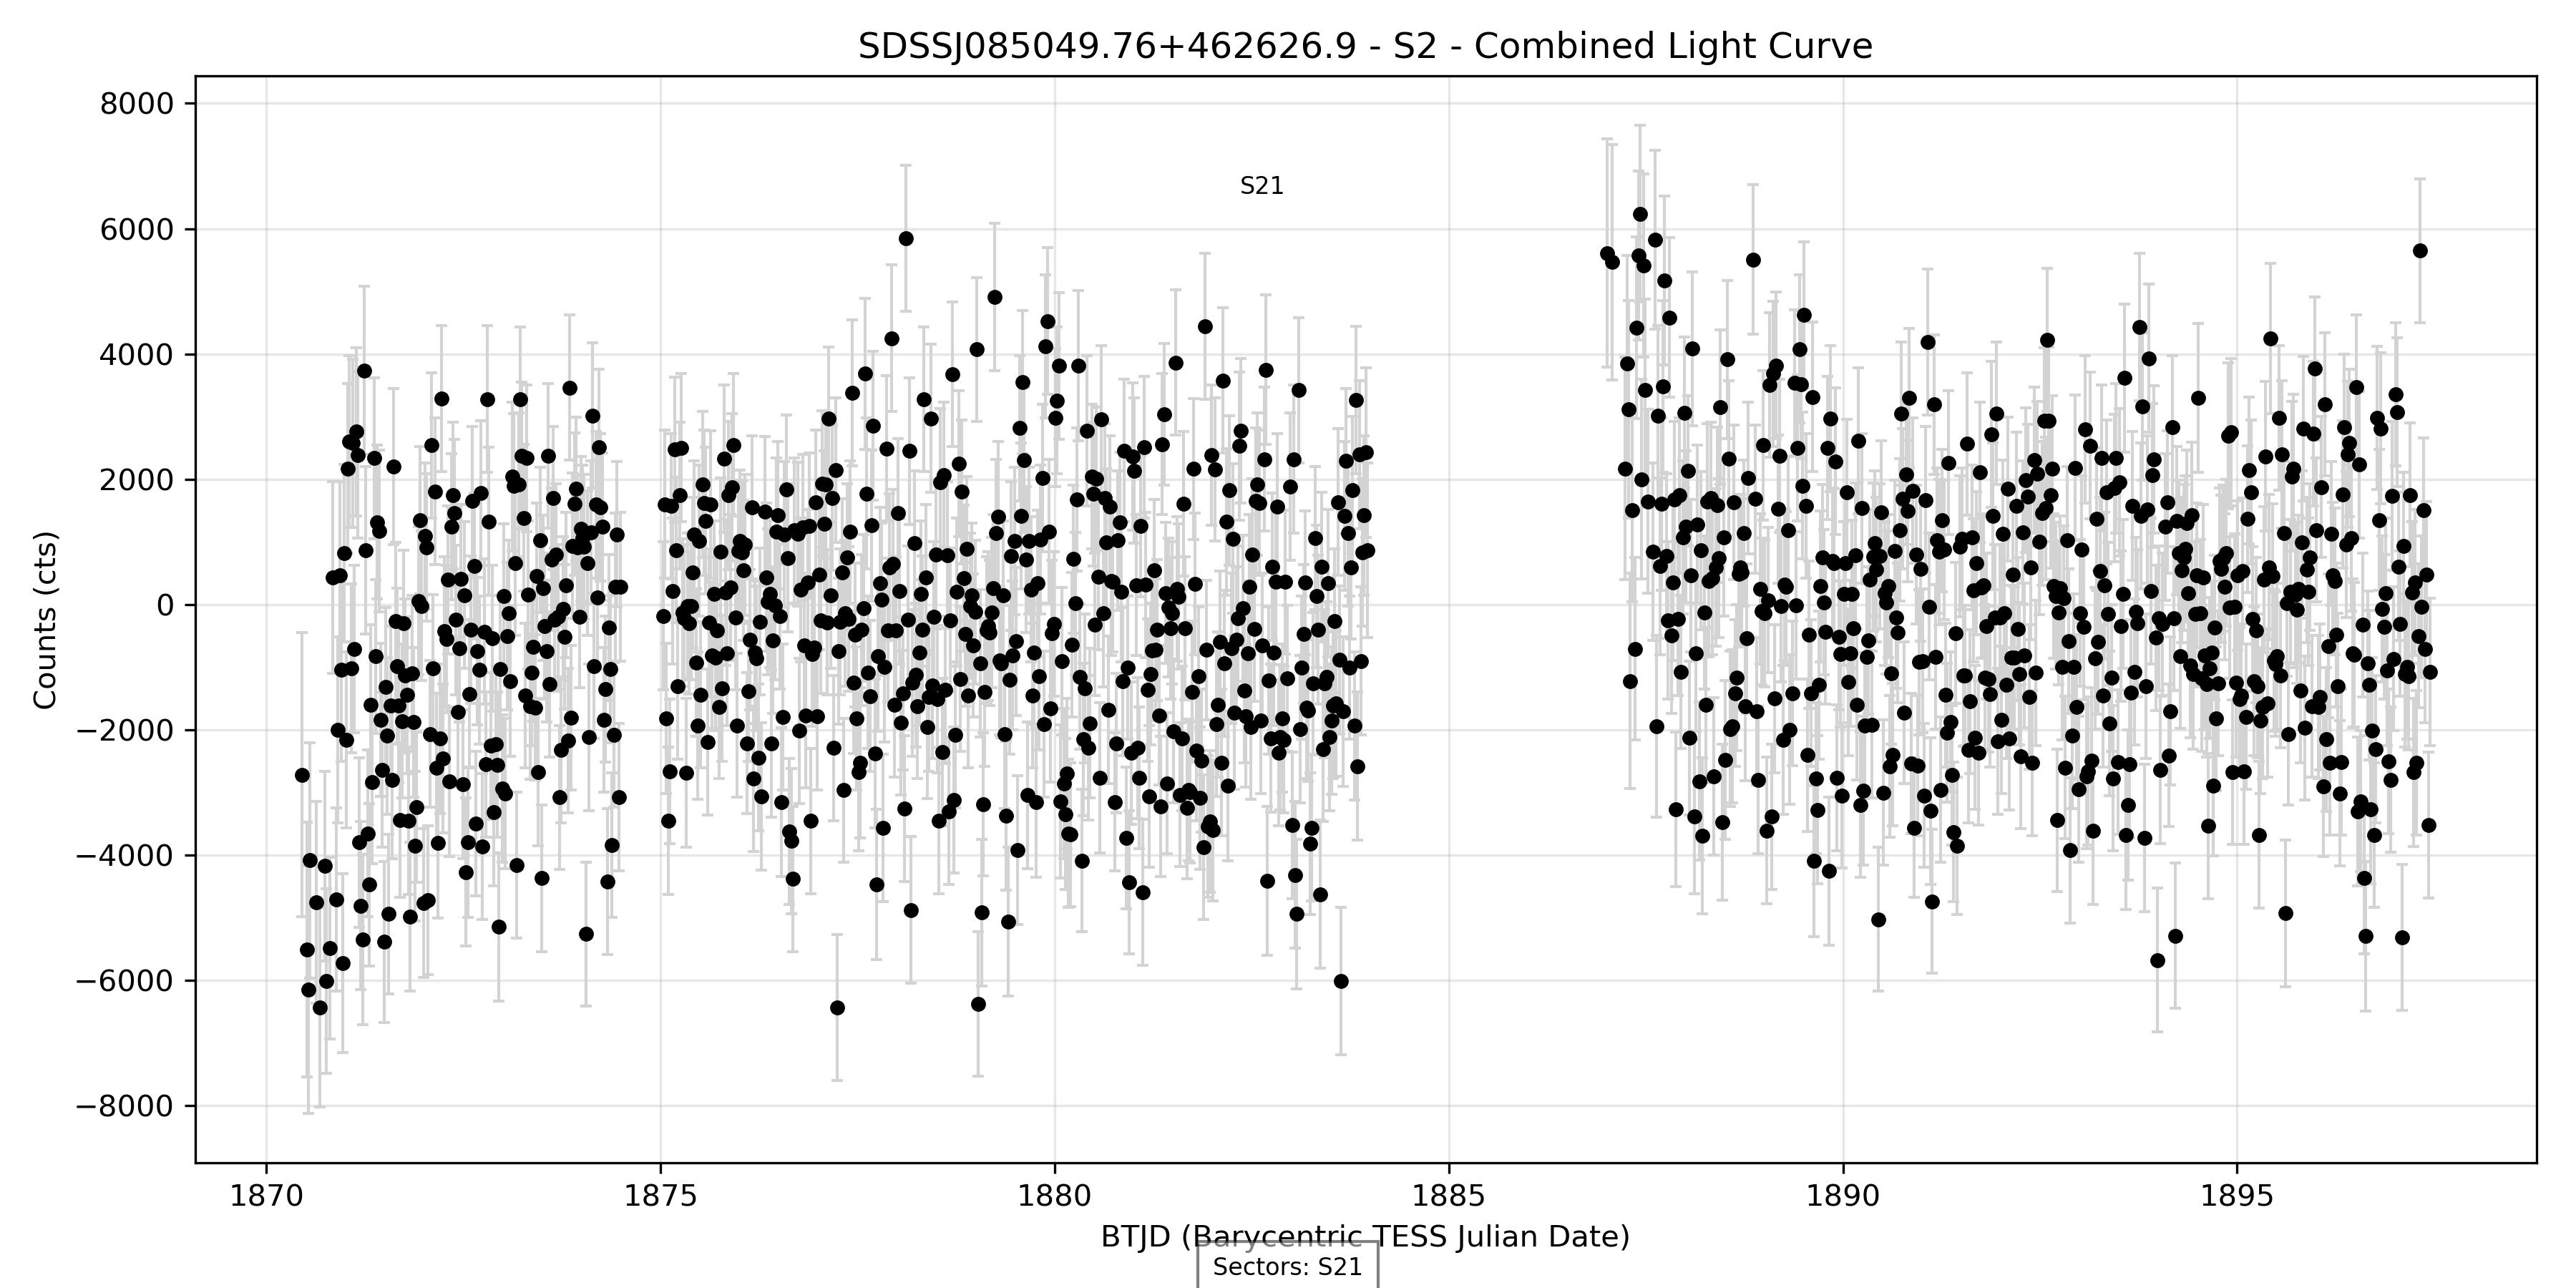 SDSSJ085049.76+462626.9 - S2 - Combined Light Curve
8000
6000
4000
2000
0
−2000
−4000
−6000
−8000
Counts (cts)
S21
1870 1875 1880 1885 1890 1895
BTJD (Barycentric TESS Julian Date)
Sectors: S21